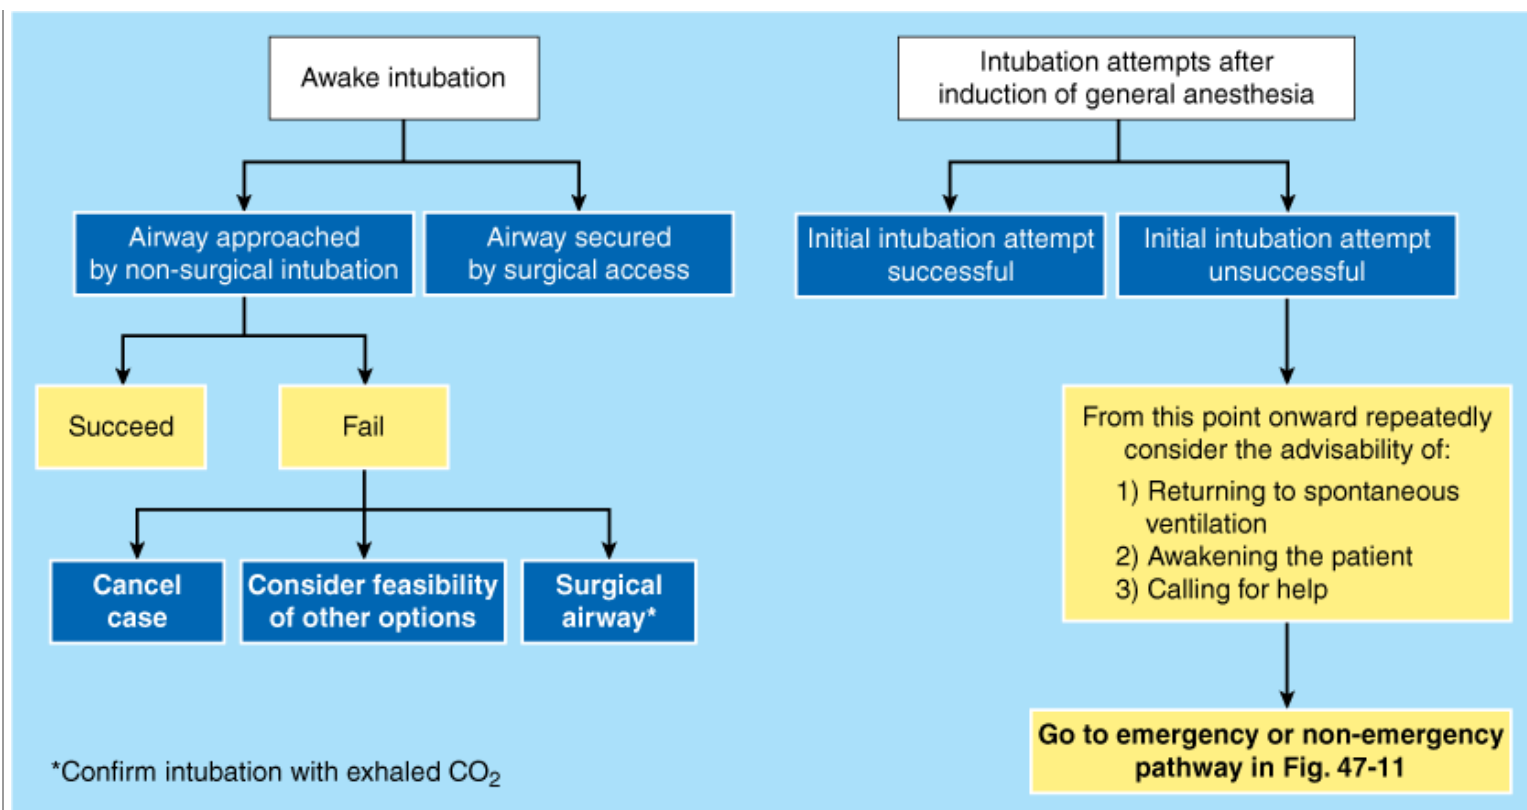 Awake intubation
Airway approached
by non-surgical intubation
Airway secured
by surgical access
Succeed
Fail
Cancel
case
Consider feasibility
of other options
Surgical
airway*
*Confirm intubation with exhaled CO₂
Intubation attempts after
induction of general anesthesia
Initial intubation attempt
successful
Initial intubation attempt
unsuccessful
From this point onward repeatedly
consider the advisability of:
1) Returning to spontaneous
ventilation
2) Awakening the patient
3) Calling for help
Go to emergency or non-emergency
pathway in Fig. 47-11